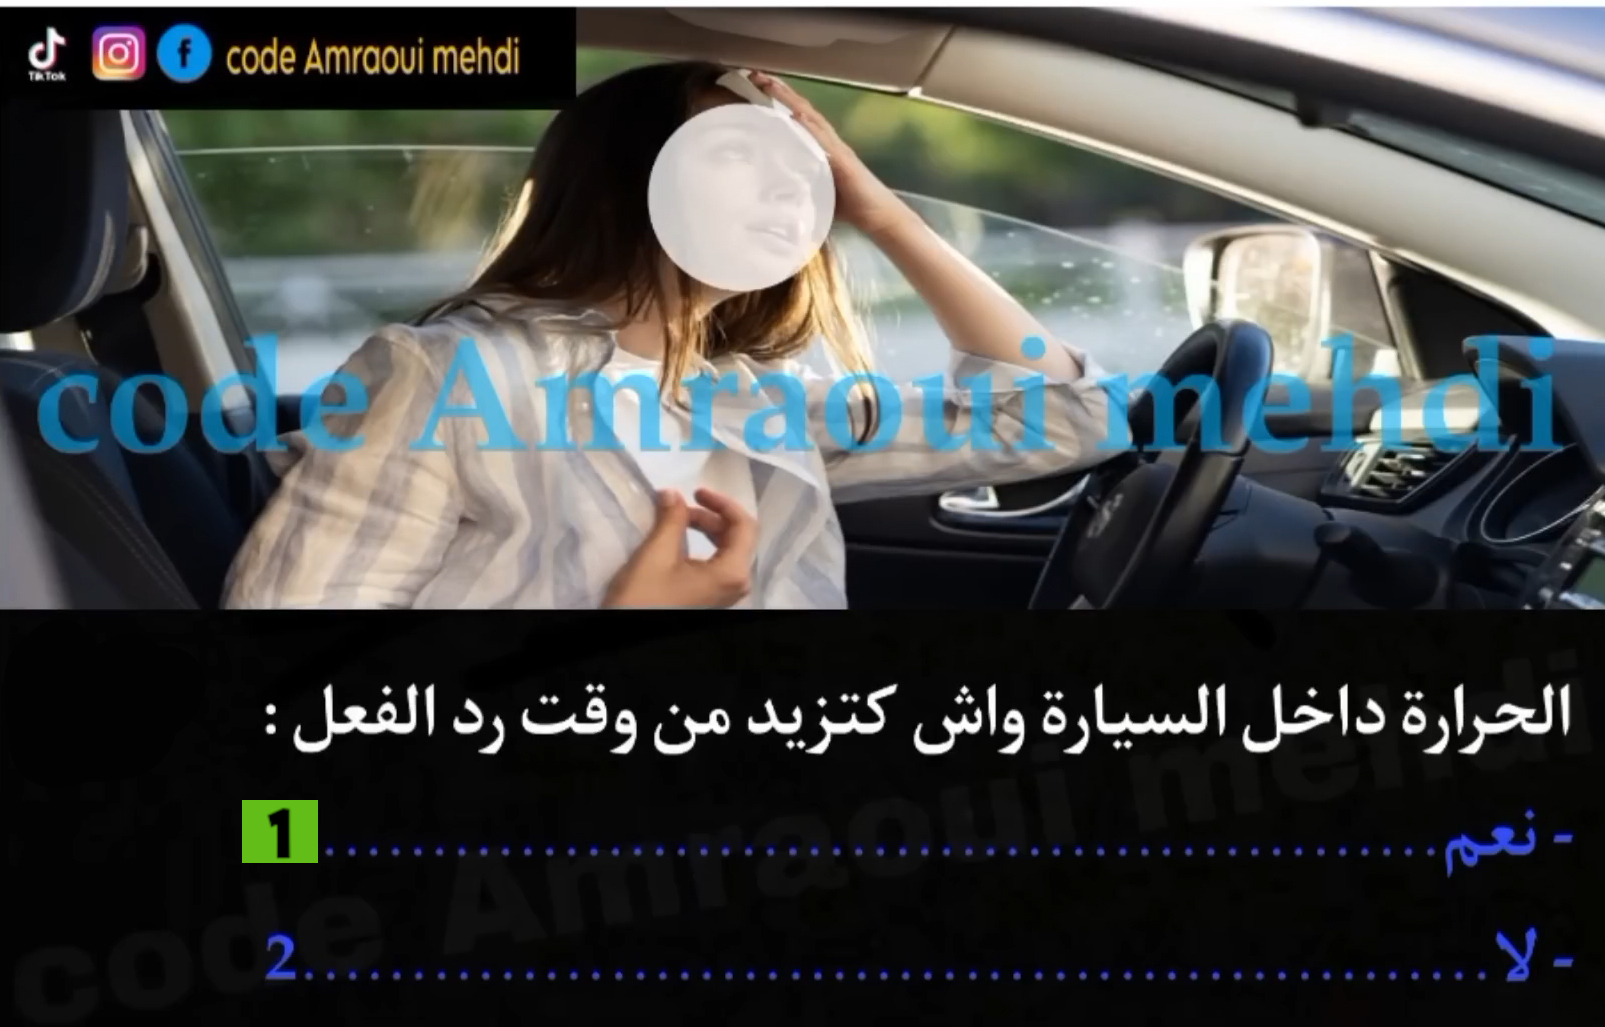 TikTok
code Amraoui mehdi
code Amraoui mehdi
الحرارة داخل السيارة واش كتزيد من وقت رد الفعل :
- نعم.......................................................1
- لا.........................................................2
code Amraoui mehdi